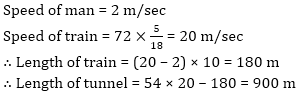 Speed of man = 2 m/sec
Speed of train = 72 × 5/18 = 20 m/sec
∴ Length of train = (20 − 2) × 10 = 180 m
∴ Length of tunnel = 54 × 20 − 180 = 900 m